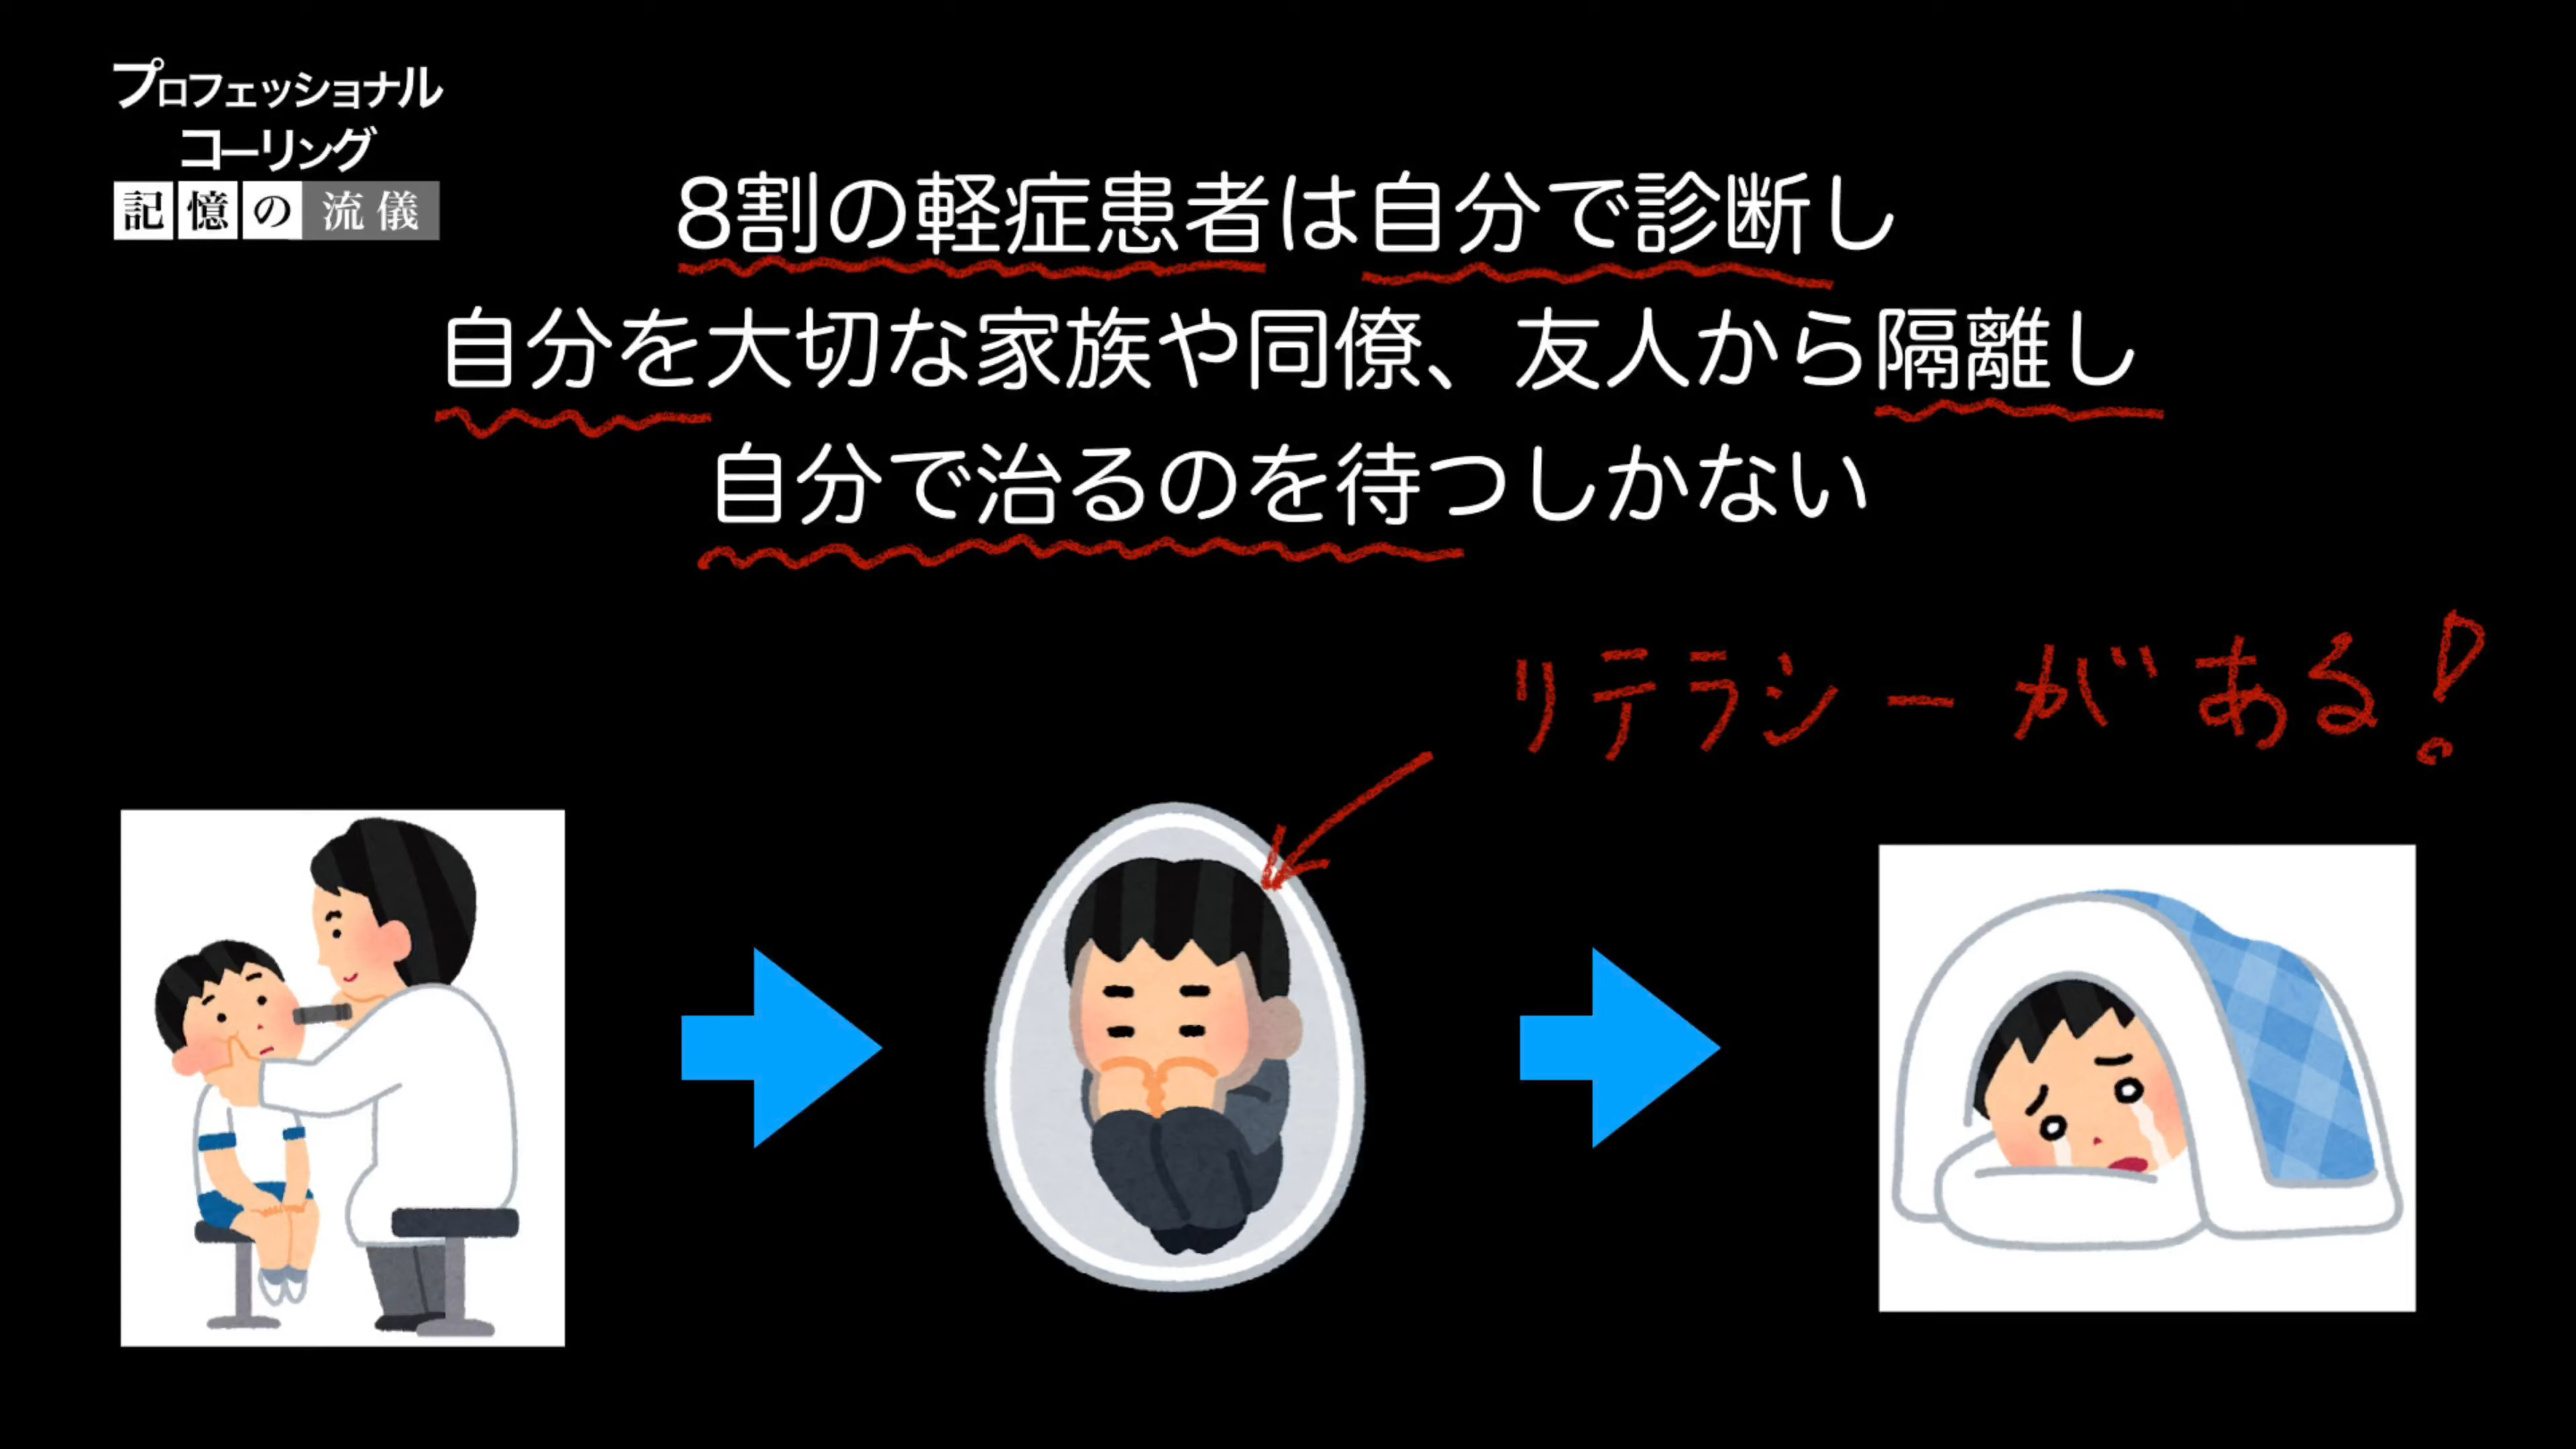 プロフェッショナル
コーリング
記憶の流儀
8割の軽症患者は自分で診断し
自分を大切な家族や同僚、友人から隔離し
自分で治るのを待つしかない
リテラシーがある!